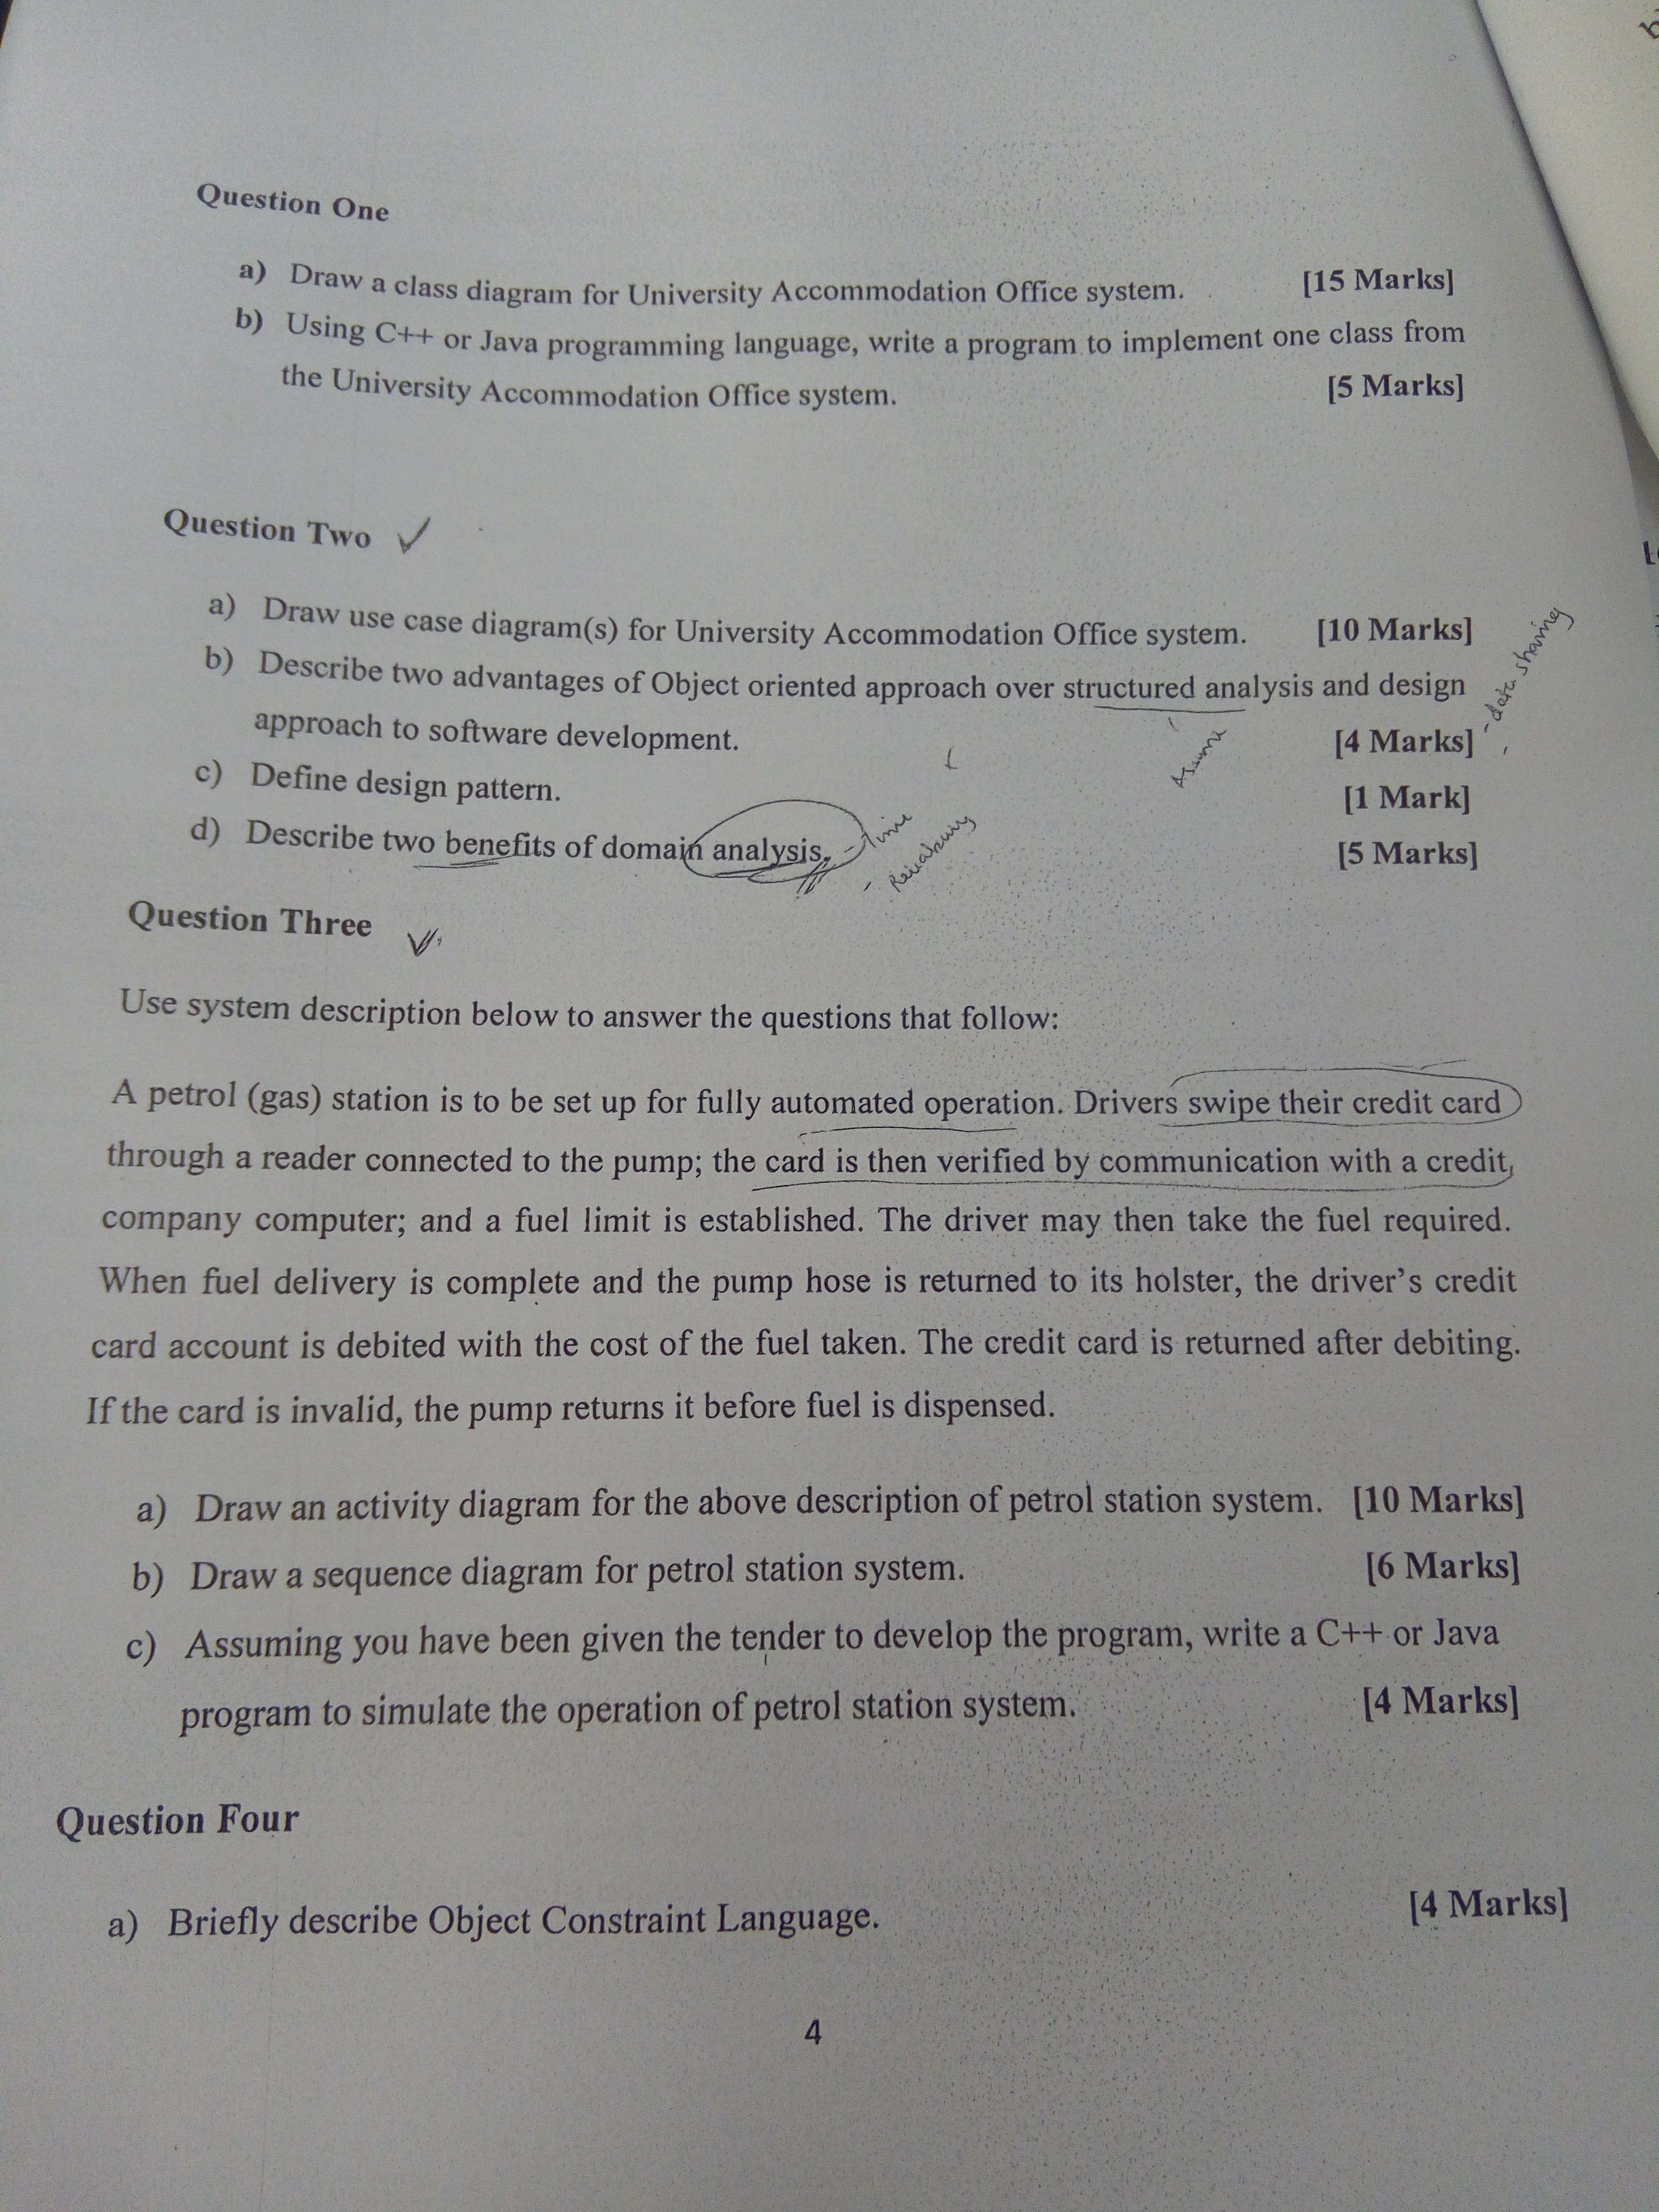 Question One
a) Draw a class diagram for University Accommodation Office system. [15 Marks]
b) Using C++ or Java programming language, write a program to implement one class from
the University Accommodation Office system. [5 Marks]
Question Two ✓
a) Draw use case diagram(s) for University Accommodation Office system. [10 Marks]
b) Describe two advantages of Object oriented approach over structured analysis and design
approach to software development. [4 Marks]
- data sharing
c) Define design pattern. [1 Mark]
d) Describe two benefits of domain analysis. [5 Marks]
- Time
Question Three
Use system description below to answer the questions that follow:
A petrol (gas) station is to be set up for fully automated operation. Drivers swipe their credit card
through a reader connected to the pump; the card is then verified by communication with a credit
company computer; and a fuel limit is established. The driver may then take the fuel required.
When fuel delivery is complete and the pump hose is returned to its holster, the driver's credit
card account is debited with the cost of the fuel taken. The credit card is returned after debiting.
If the card is invalid, the pump returns it before fuel is dispensed.
a) Draw an activity diagram for the above description of petrol station system. [10 Marks]
b) Draw a sequence diagram for petrol station system. [6 Marks]
c) Assuming you have been given the tender to develop the program, write a C++ or Java
program to simulate the operation of petrol station system. [4 Marks]
Question Four
a) Briefly describe Object Constraint Language. [4 Marks]
4